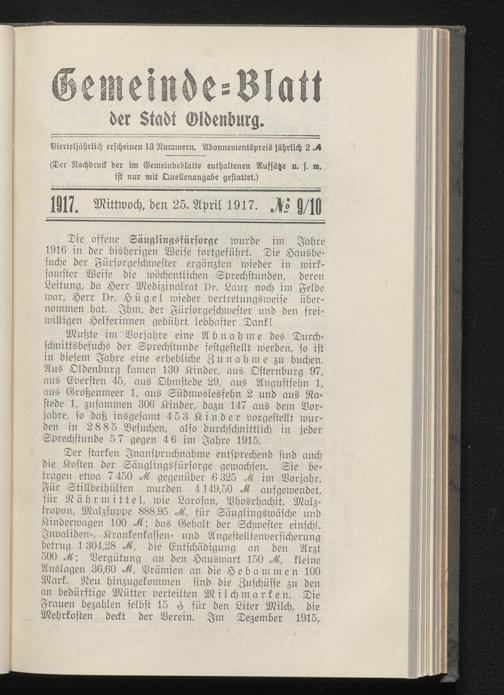 Gemeinde=Blatt
der Stadt Oldenburg.
Vierteljährlich erscheinen 13 Nummern. Abonnementspreis jährlich 2 ℳ
(Der Nachdruck der im Gemeindeblatte enthaltenen Aufsätze u. s. w.
ist nur mit Quellenangabe gestattet.)
1917. Mittwoch, den 25. April 1917. № 9/10
Die offene Säuglingsfürsorge wurde im Jahre
1916 in der bisherigen Weise fortgeführt. Die Hausbe-
suche der Fürsorgeschwester ergänzten wieder in wirk-
samster Weise die wöchentlichen Sprechstunden, deren
Leitung, da Herr Medizinalrat Dr. Laux noch im Felde
war, Herr Dr. Hügel wieder vertretungsweise über-
nommen hat. Ihm, der Fürsorgeschwester und den frei-
willigen Helferinnen gebührt lebhafter Dank!
Mußte im Vorjahre eine Abnahme des Durch-
schnittsbesuchs der Sprechstunde festgestellt werden, so ist
in diesem Jahre eine erhebliche Zunahme zu buchen.
Aus Oldenburg kamen 130 Kinder, aus Osternburg 97,
aus Eversten 45, aus Ohmstede 29, aus Augustfehn 1,
aus Großenmeer 1, aus Südmoslesfehn 2 und aus Ra-
stede 1, zusammen 306 Kinder, dazu 147 aus dem Vor-
jahre, so daß insgesamt 453 Kinder vorgestellt wur-
den in 2885 Besuchen, also durchschnittlich in jeder
Sprechstunde 57 gegen 46 im Jahre 1915.
Der starken Inanspruchnahme entsprechend sind auch
die Kosten der Säuglingsfürsorge gewachsen. Sie be-
tragen etwa 7450 ℳ gegenüber 6325 ℳ im Vorjahr.
Für Stillbeihülfen wurden 4149,50 ℳ aufgewendet,
für Nährmittel, wie Larosan, Phosrhachit, Malz-
tropon, Malzsuppe 888,95 ℳ, für Säuglingswäsche und
Kinderwagen 100 ℳ; das Gehalt der Schwester einschl.
Invaliden-, Krankenkassen- und Angestelltenversicherung
betrug 1304,28 ℳ, die Entschädigung an den Arzt
500 ℳ; Vergütung an den Hauswart 150 ℳ, kleine
Auslagen 36,60 ℳ, Prämien an die Hebammen 100
Mark. Neu hinzugekommen sind die Zuschüsse zu den
an bedürftige Mütter verteilten Milchmarken. Die
Frauen bezahlen selbst 15 ₰ für den Liter Milch, die
Mehrkosten deckt der Verein. Im Dezember 1915,